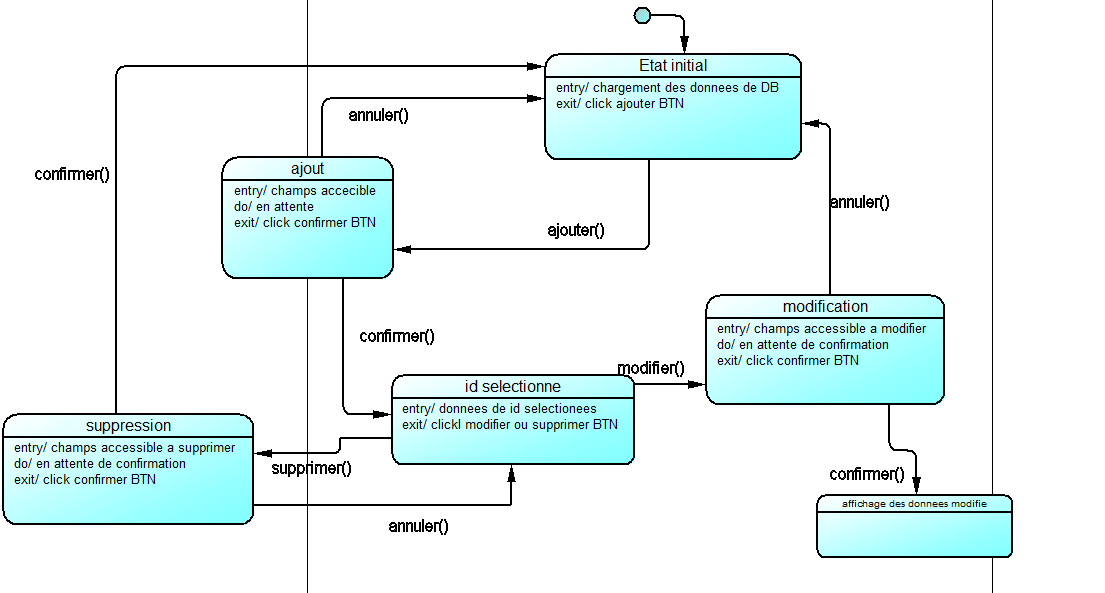 Etat initial
entry/ chargement des donnees de DB
exit/ click ajouter BTN
annuler()
confirmer()
ajout
entry/ champs accecible
do/ en attente
exit/ click confirmer BTN
ajouter()
annuler()
modification
entry/ champs accessible a modifier
do/ en attente de confirmation
exit/ click confirmer BTN
confirmer()
modifier()
id selectionne
entry/ donnees de id selectionees
exit/ clickl modifier ou supprimer BTN
suppression
entry/ champs accessible a supprimer
do/ en attente de confirmation
exit/ click confirmer BTN
supprimer()
confirmer()
affichage des donnees modifie
annuler()